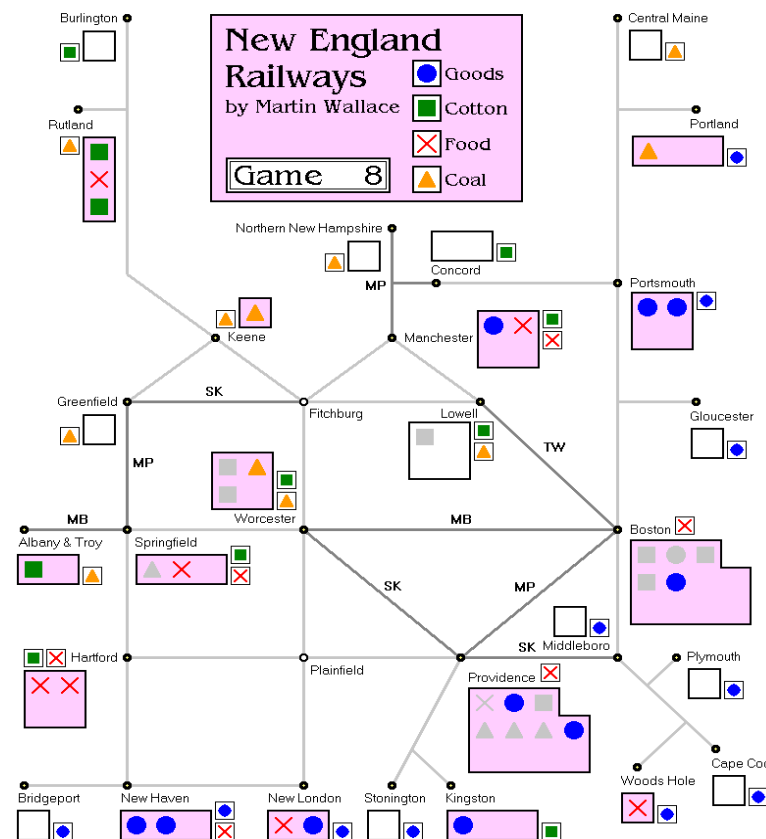 Burlington
Central Maine
New England
Railways
by Martin Wallace
Goods
Cotton
Food
Coal
Game 8
Rutland
Portland
Northern New Hampshire
Concord
MP
Portsmouth
Keene
Manchester
SK
Greenfield
Fitchburg
Lowell
Gloucester
TW
MP
Worcester
MB
MB
Albany & Troy
Springfield
Boston
SK
MP
SK
Middleboro
Hartford
Plainfield
Providence
Plymouth
Woods Hole
Cape Coc
Bridgeport
New Haven
New London
Stonington
Kingston